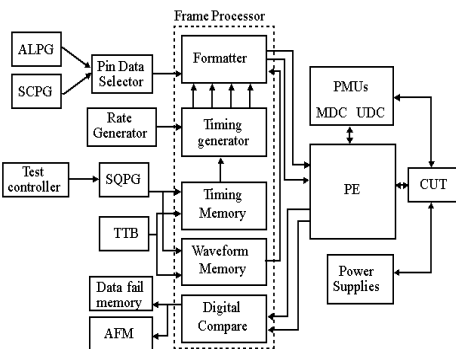 Frame Processor
ALPG
SCPG
Pin Data
Selector
Formatter
PMUs
MDC UDC
Rate
Generator
Timing
generator
Test
controller
SQPG
Timing
Memory
PE
CUT
TTB
Waveform
Memory
Power
Supplies
Data fail
memory
Digital
Compare
AFM